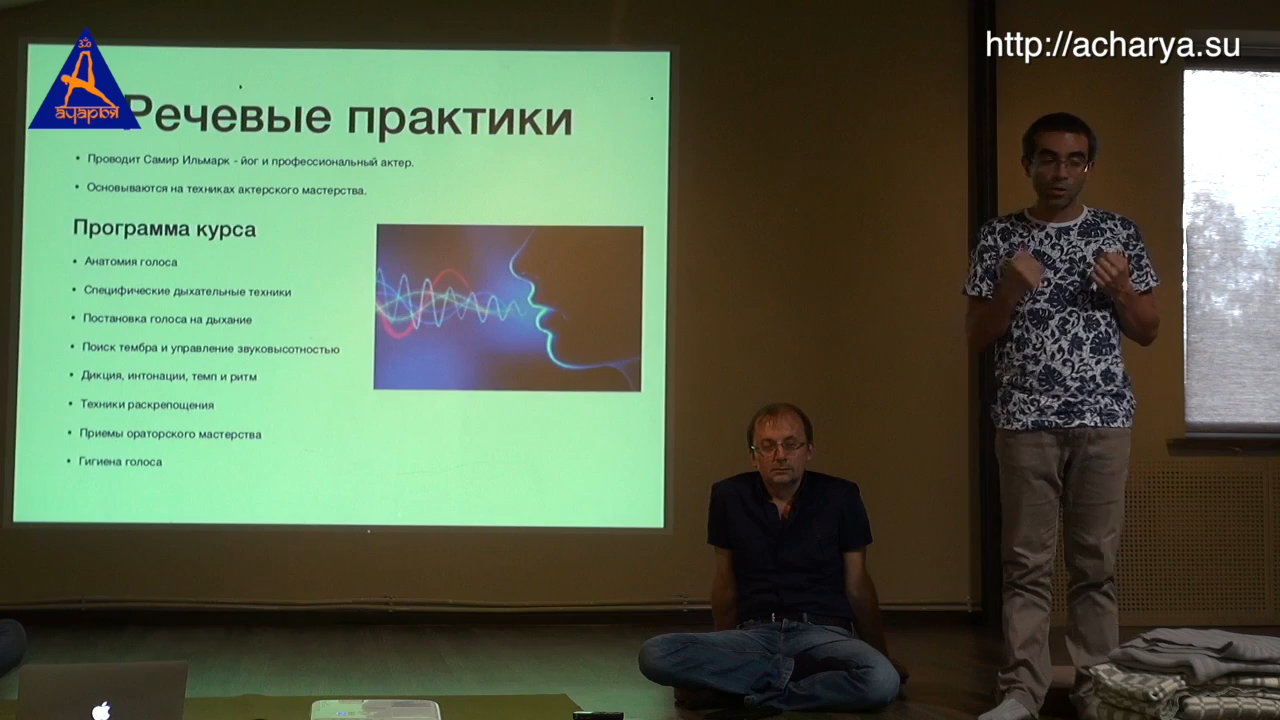 http://acharya.su
ॐ
ачарья
Речевые практики
• Проводит Самир Ильмарк - йог и профессиональный актер.
• Основываются на техниках актерского мастерства.
Программа курса
• Анатомия голоса
• Специфические дыхательные техники
• Постановка голоса на дыхание
• Поиск тембра и управление звуковысотностью
• Дикция, интонации, темп и ритм
• Техники раскрепощения
• Приемы ораторского мастерства
• Гигиена голоса